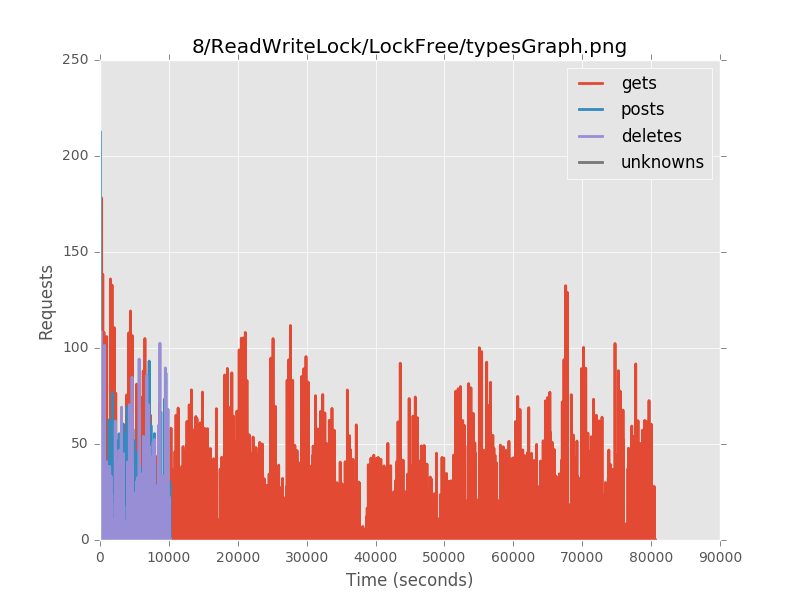 8/ReadWriteLock/LockFree/typesGraph.png
250
200
150
100
50
0
gets
posts
deletes
unknowns
Requests
0 10000 20000 30000 40000 50000 60000 70000 80000 90000
Time (seconds)